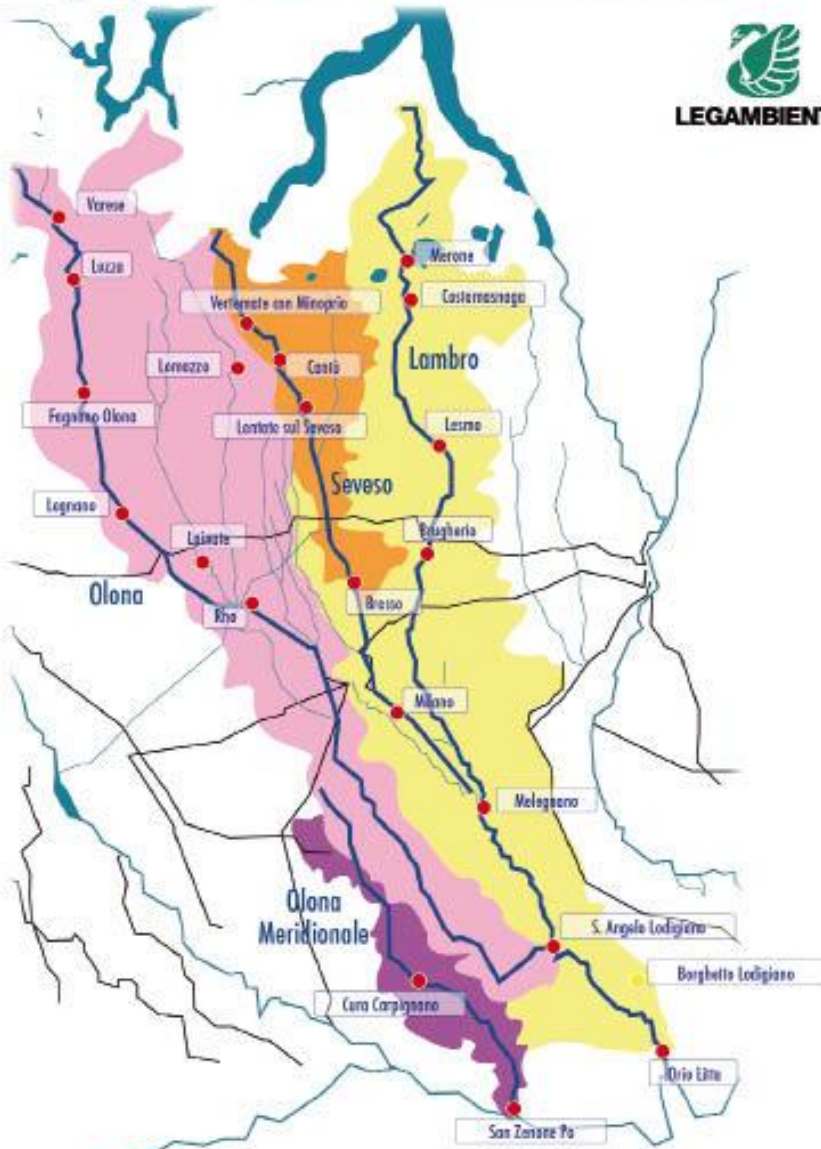 LEGAMBIENT
Varese
Lozza
Merone
Costamasnaga
Vertemate con Minoprio
Lomazzo
Cantù
Lambro
Fagnano Olona
Lentate sul Seveso
Lesmo
Seveso
Legnano
Lainate
Brugherio
Olona
Rho
Bresso
Milano
Melegnano
Olona
Meridionale
S. Angelo Lodigiano
Borghetto Lodigiano
Cura Carpignano
Orio Litta
San Zenone Po